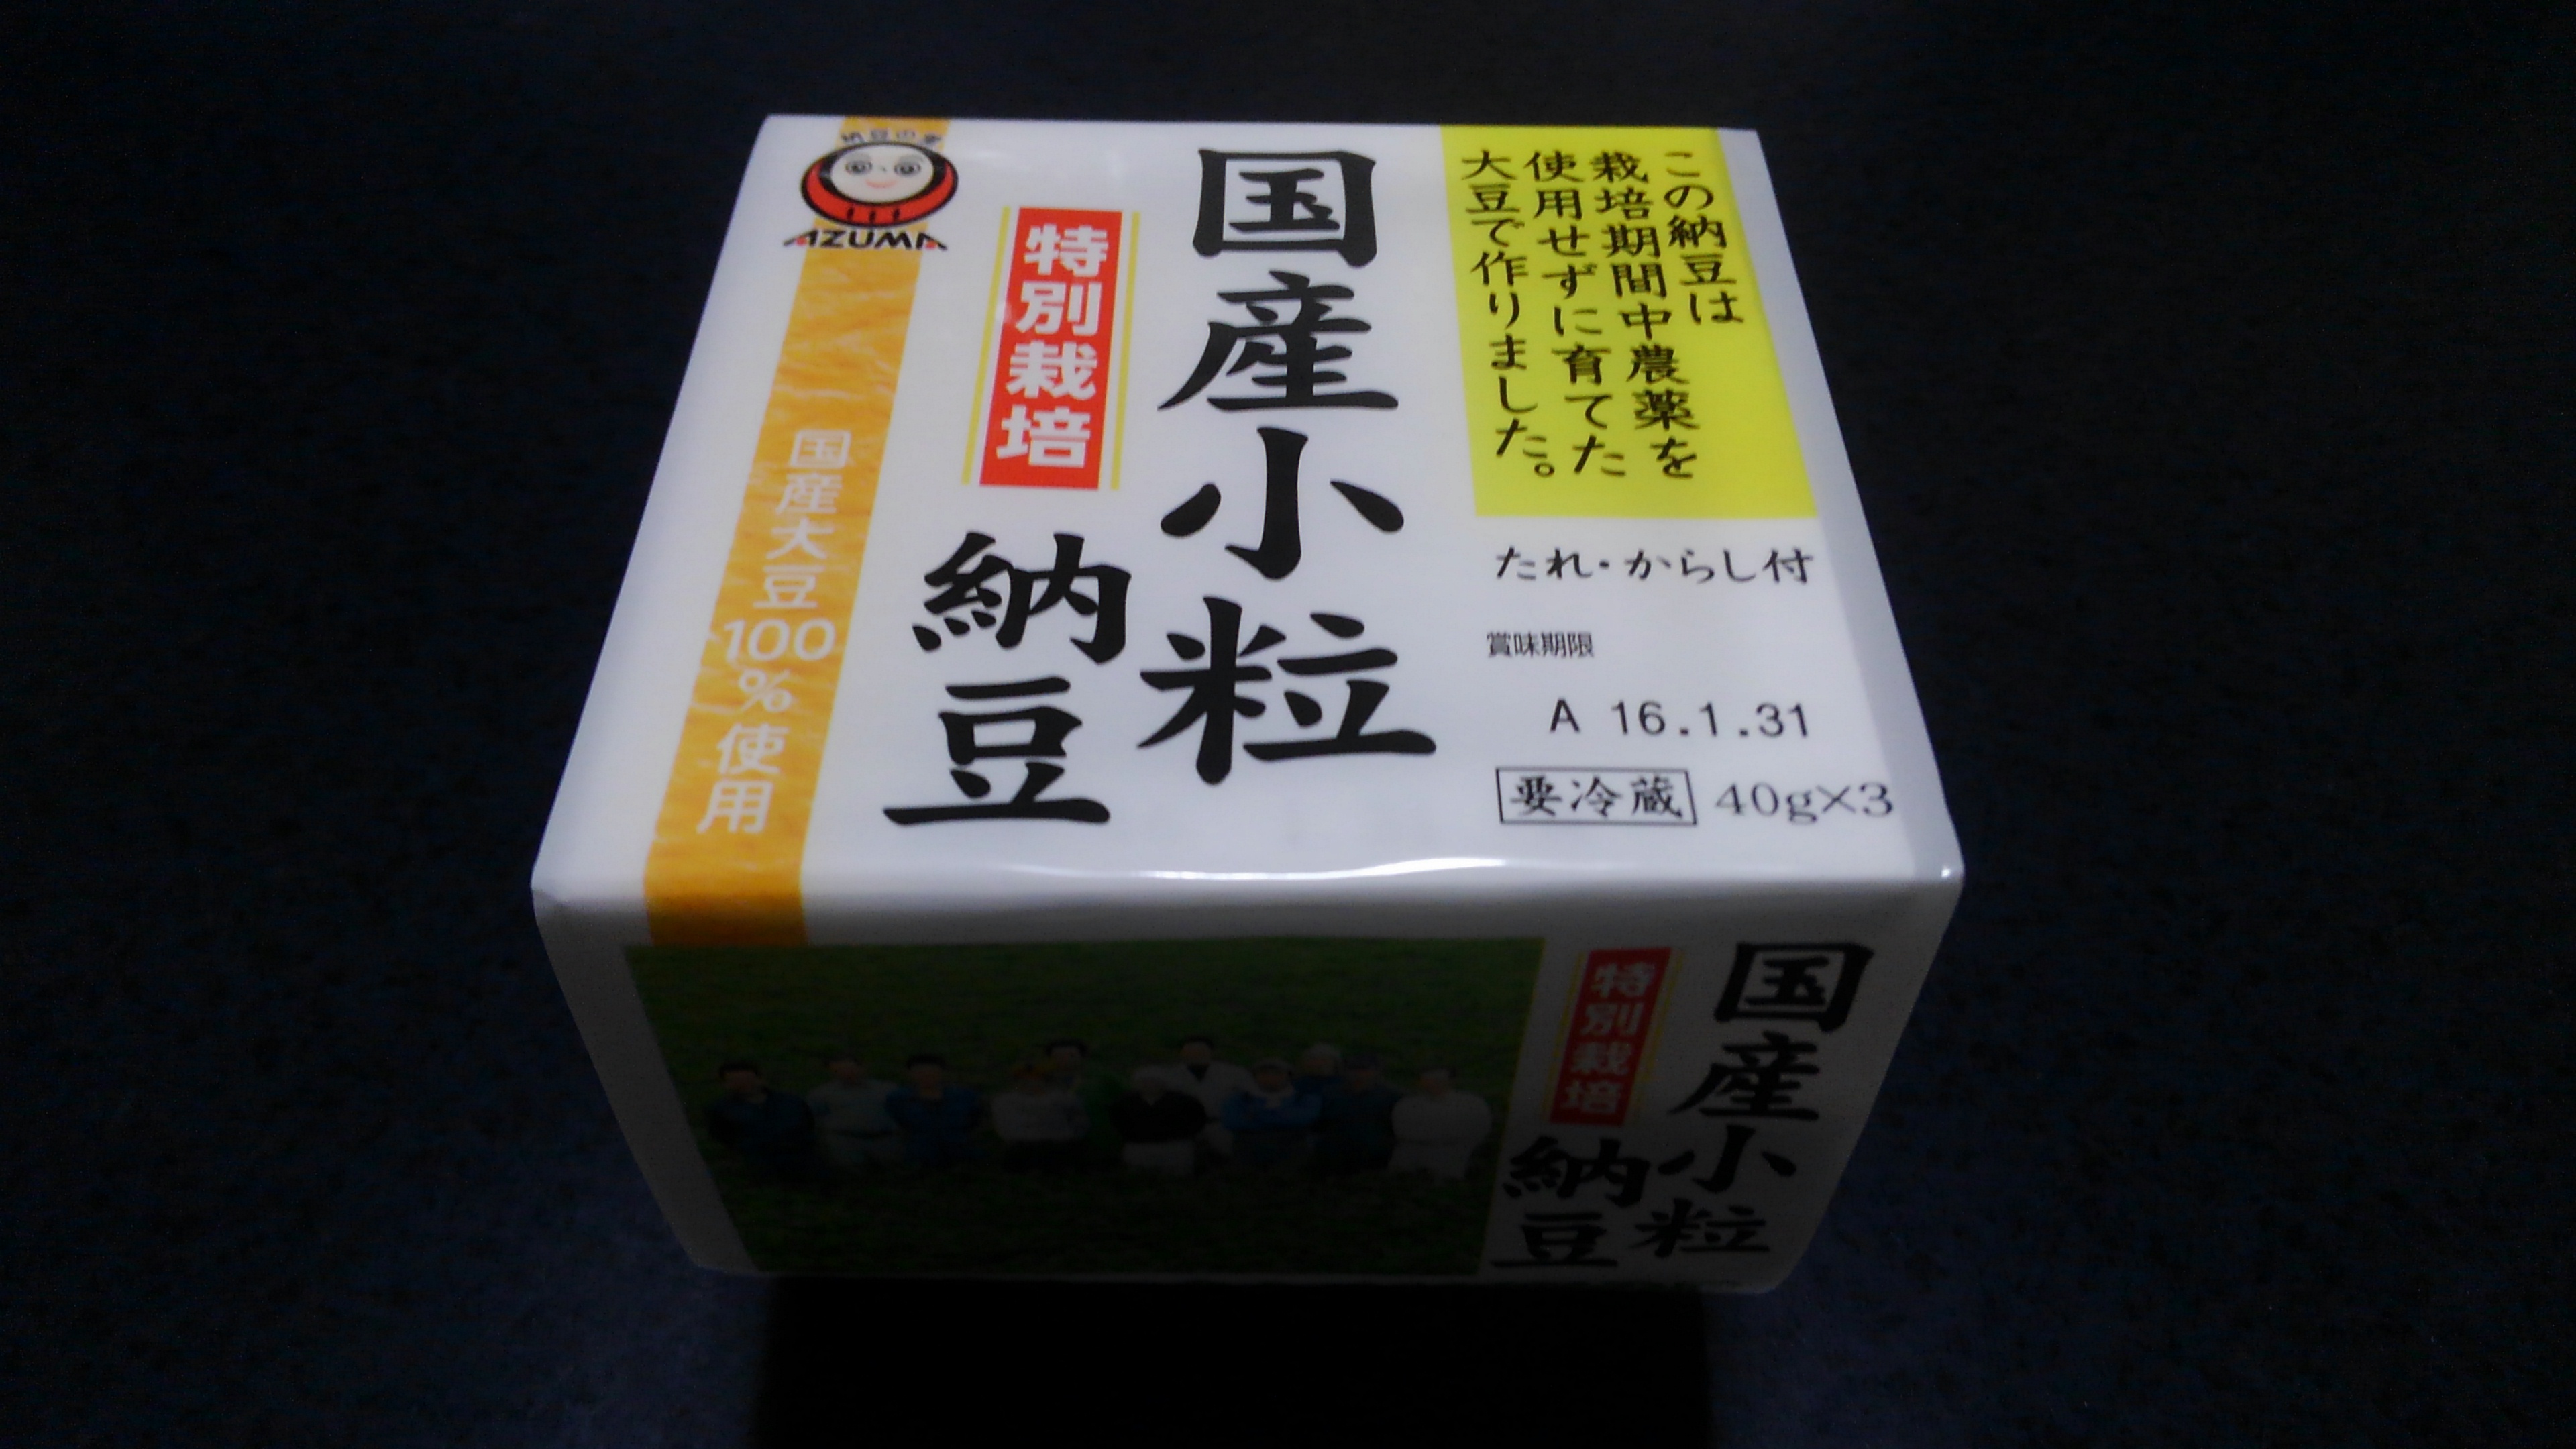 AZUMA
国産小粒
納豆
特別栽培
国産大豆100%使用
この納豆は
栽培期間中農薬を
使用せずに育てた
大豆で作りました。
たれ・からし付
賞味期限
A 16.1.31
要冷蔵 40g×3
国産小粒
納豆
特別栽培